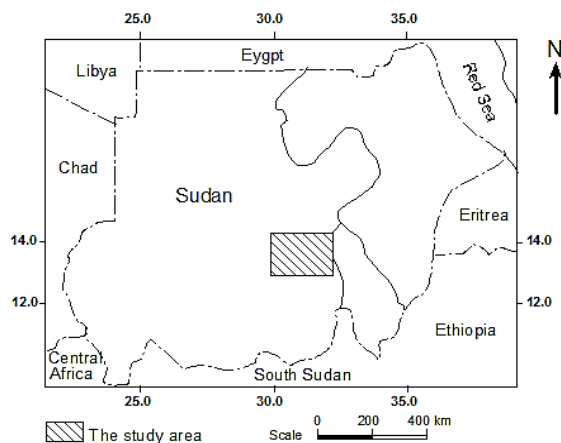 25.0 30.0 35.0
Libya
Eygpt
N
Red Sea
Chad
Sudan
Eritrea
14.0 14.0
12.0 12.0
Ethiopia
Central
Africa
South Sudan
25.0 30.0 35.0
The study area
Scale 0 200 400 km